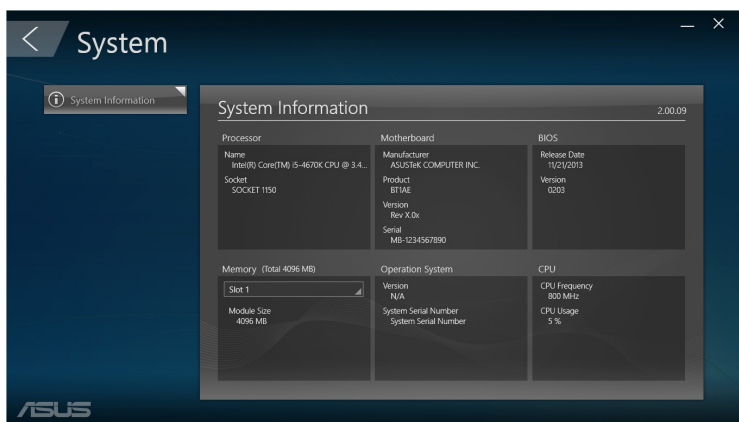 System
System Information
System Information
2.00.09
Processor
Name
Intel(R) Core(TM) i5-4670K CPU @ 3.4...
Socket
SOCKET 1150
Motherboard
Manufacturer
ASUSTeK COMPUTER INC.
Product
BT1AE
Version
Rev X.0x
Serial
MB-1234567890
BIOS
Release Date
11/21/2013
Version
0203
Memory (Total 4096 MB)
Slot 1
Module Size
4096 MB
Operation System
Version
N/A
System Serial Number
System Serial Number
CPU
CPU Frequency
800 MHz
CPU Usage
5 %
ASUS